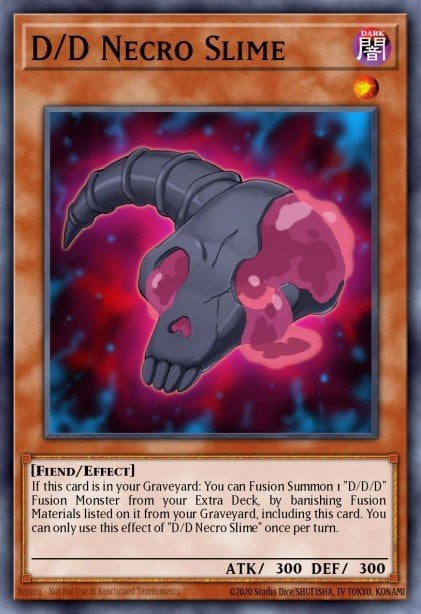 D/D Necro Slime
DARK
闇
[Fiend/Effect]
If this card is in your Graveyard: You can Fusion Summon 1 "D/D/D"
Fusion Monster from your Extra Deck, by banishing Fusion
Materials listed on it from your Graveyard, including this card. You
can only use this effect of "D/D Necro Slime" once per turn.
ATK/ 300 DEF/ 300
Replica - Not For Use in Sanctioned Tournaments
©2020 Studio Dice/SHUEISHA, TV TOKYO, KONAMI